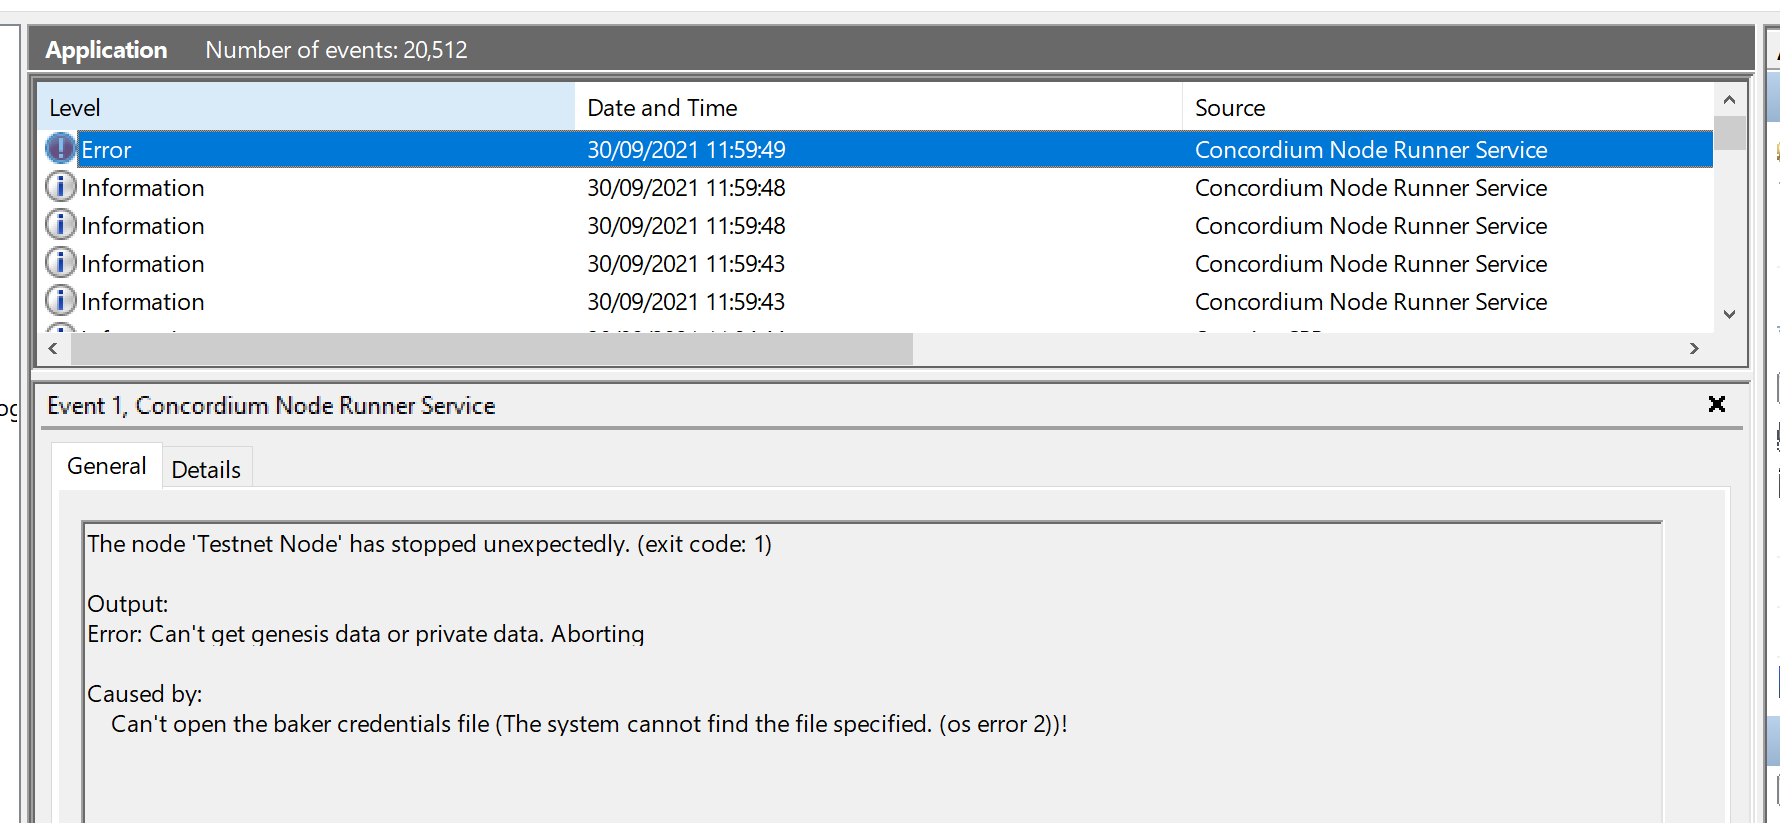 Application Number of events: 20,512
Level Date and Time Source
Error 30/09/2021 11:59:49 Concordium Node Runner Service
Information 30/09/2021 11:59:48 Concordium Node Runner Service
Information 30/09/2021 11:59:48 Concordium Node Runner Service
Information 30/09/2021 11:59:43 Concordium Node Runner Service
Information 30/09/2021 11:59:43 Concordium Node Runner Service
Event 1, Concordium Node Runner Service
General Details
The node 'Testnet Node' has stopped unexpectedly. (exit code: 1)
Output:
Error: Can't get genesis data or private data. Aborting
Caused by:
Can't open the baker credentials file (The system cannot find the file specified. (os error 2))!